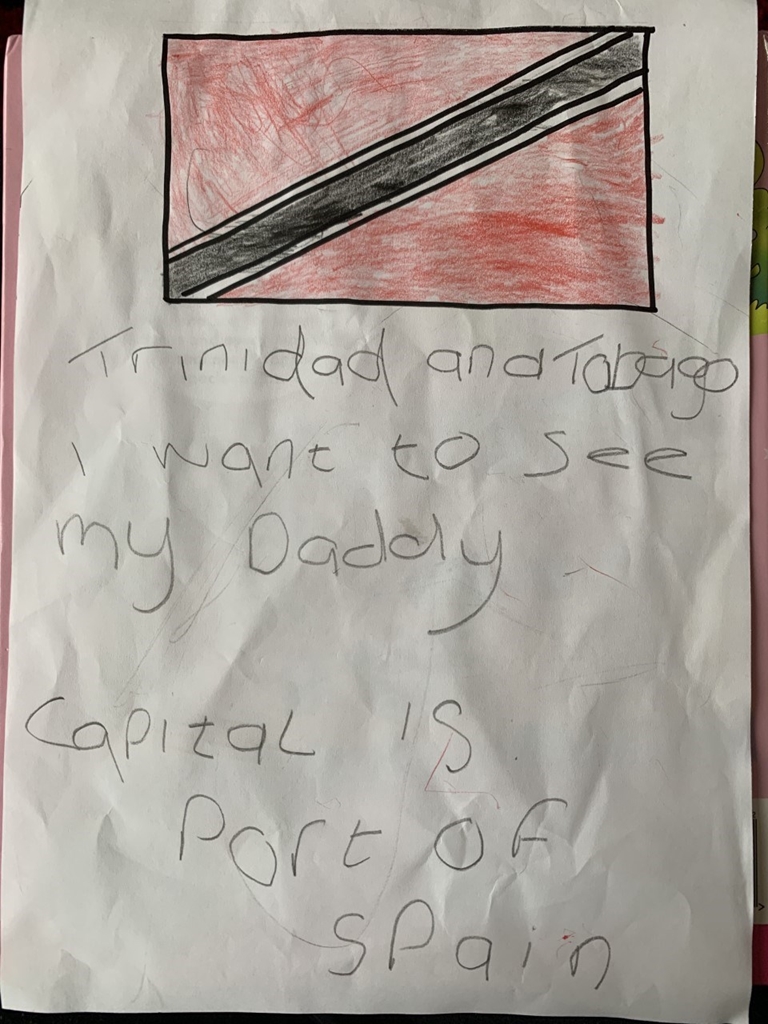 Trinidad and Tobago
I want to see
my Daddy
Capital is
Port of
Spain